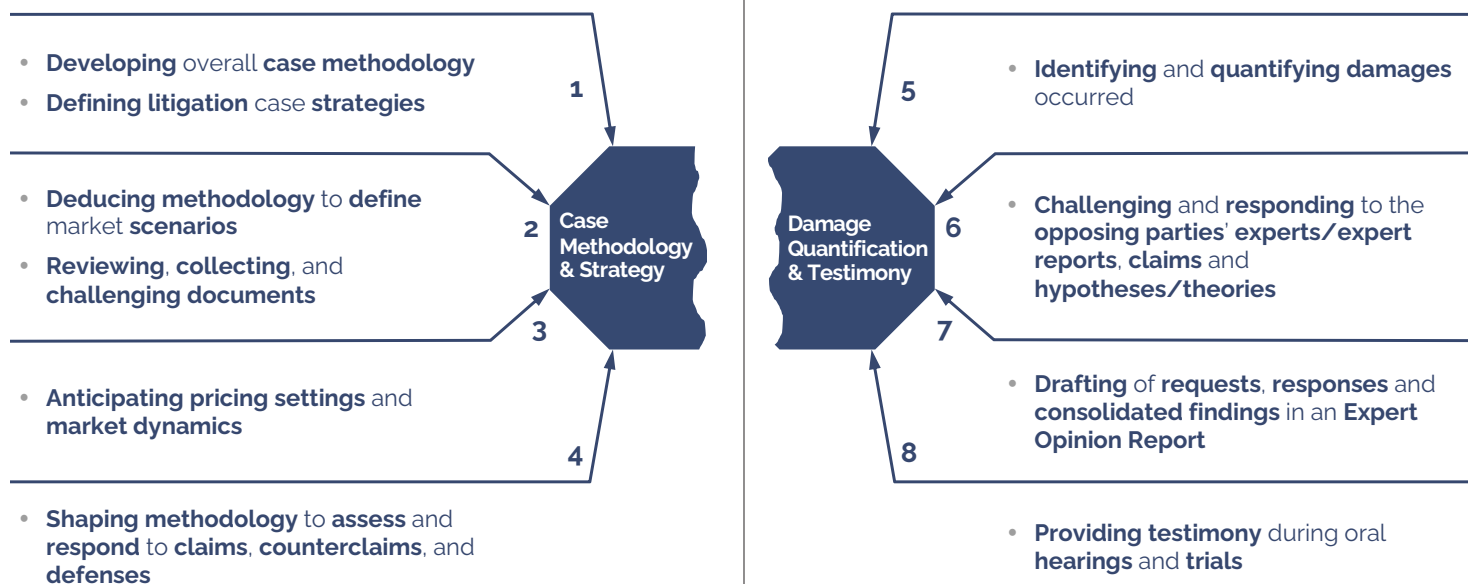 • Developing overall case methodology
• Defining litigation case strategies
1
• Deducing methodology to define
market scenarios
• Reviewing, collecting, and
challenging documents
2
3
• Anticipating pricing settings and
market dynamics
4
• Shaping methodology to assess and
respond to claims, counterclaims, and
defenses
Case
Methodology
& Strategy
Damage
Quantification
& Testimony
5
• Identifying and quantifying damages
occurred
6
• Challenging and responding to the
opposing parties' experts/expert
reports, claims and
hypotheses/theories
7
• Drafting of requests, responses and
consolidated findings in an Expert
Opinion Report
8
• Providing testimony during oral
hearings and trials